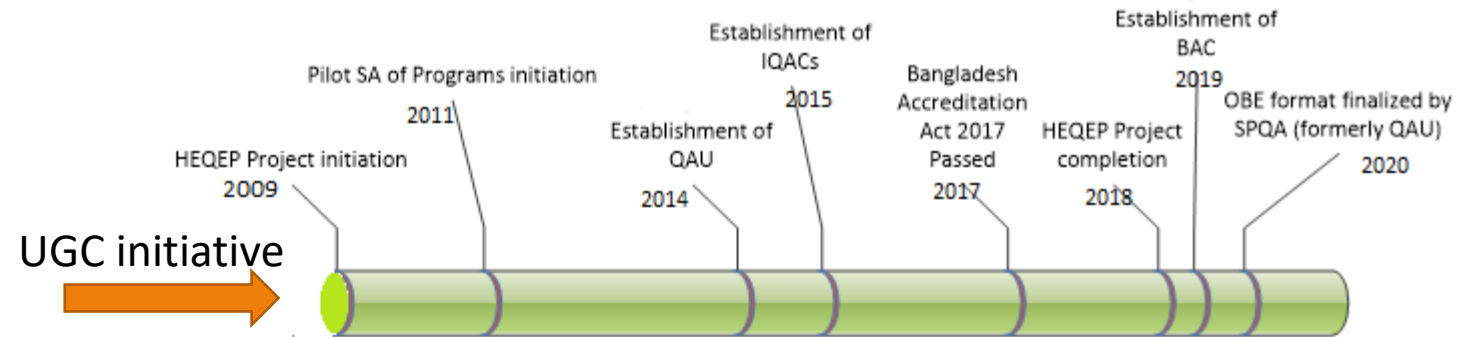 UGC initiative
HEQEP Project initiation
2009
Pilot SA of Programs initiation
2011
Establishment of
QAU
2014
Establishment of
IQACs
2015
Bangladesh
Accreditation
Act 2017
Passed
2017
HEQEP Project
completion
2018
Establishment of
BAC
2019
OBE format finalized by
SPQA (formerly QAU)
2020